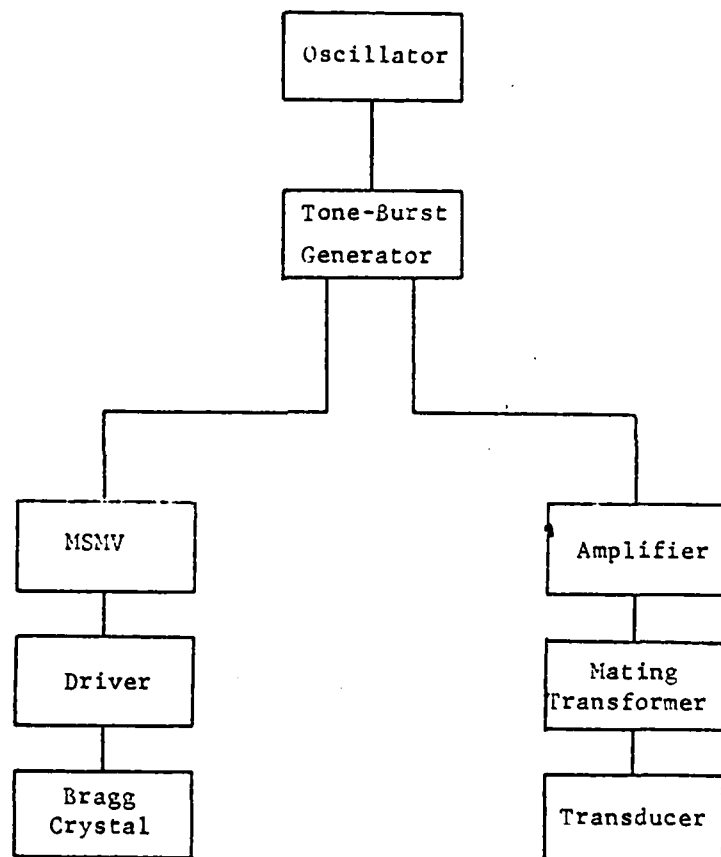 Oscillator
Tone-Burst
Generator
MSMV
Amplifier
Driver
Mating
Transformer
Bragg
Crystal
Transducer